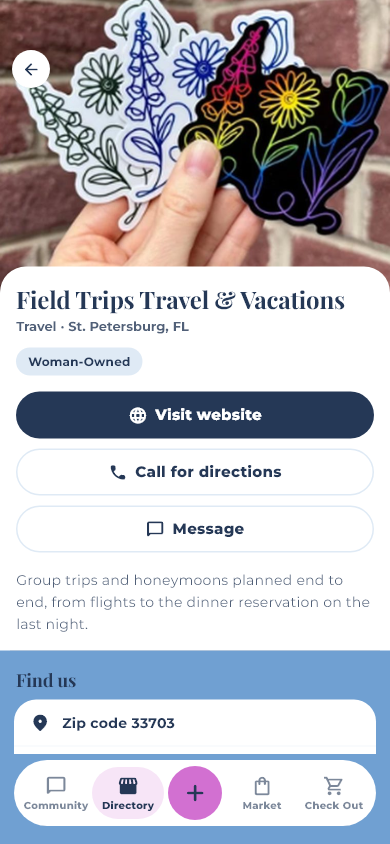 Field Trips Travel & Vacations
Travel · St. Petersburg, FL
Woman-Owned
Visit website
Call for directions
Message
Group trips and honeymoons planned end to
end, from flights to the dinner reservation on the
last night.
Find us
Zip code 33703
Community
Directory
Market
Check Out